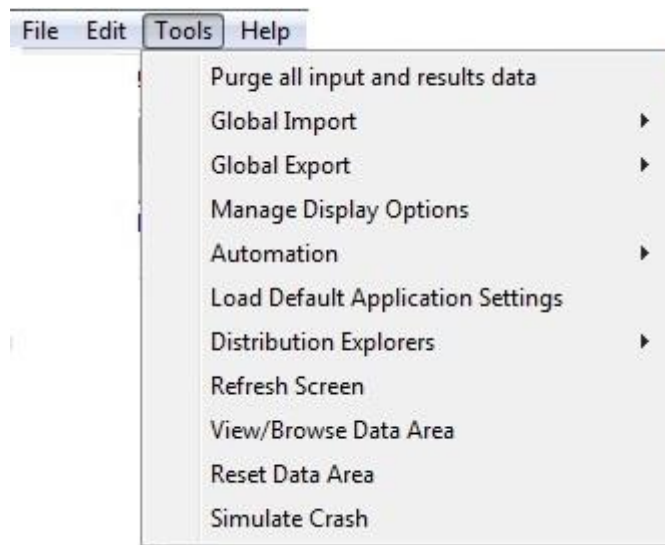 File Edit Tools Help
Purge all input and results data
Global Import
Global Export
Manage Display Options
Automation
Load Default Application Settings
Distribution Explorers
Refresh Screen
View/Browse Data Area
Reset Data Area
Simulate Crash